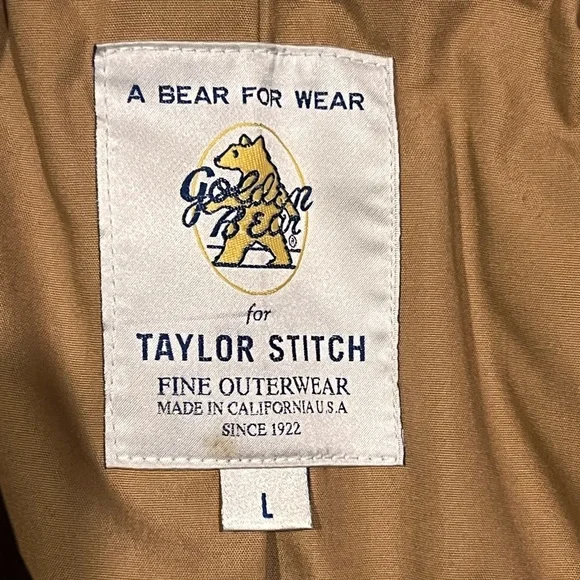 A BEAR FOR WEAR
Golden
BEAR
®
for
TAYLOR STITCH
FINE OUTERWEAR
MADE IN CALIFORNIA U.S.A
SINCE 1922
L